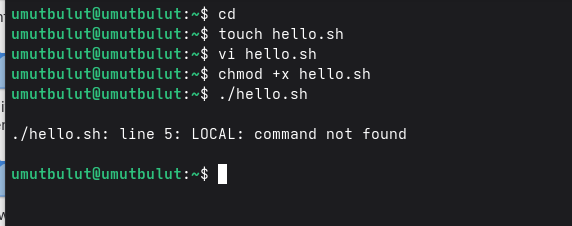 umutbulut@umutbulut:~$ cd
umutbulut@umutbulut:~$ touch hello.sh
umutbulut@umutbulut:~$ vi hello.sh
umutbulut@umutbulut:~$ chmod +x hello.sh
umutbulut@umutbulut:~$ ./hello.sh
./hello.sh: line 5: LOCAL: command not found
umutbulut@umutbulut:~$